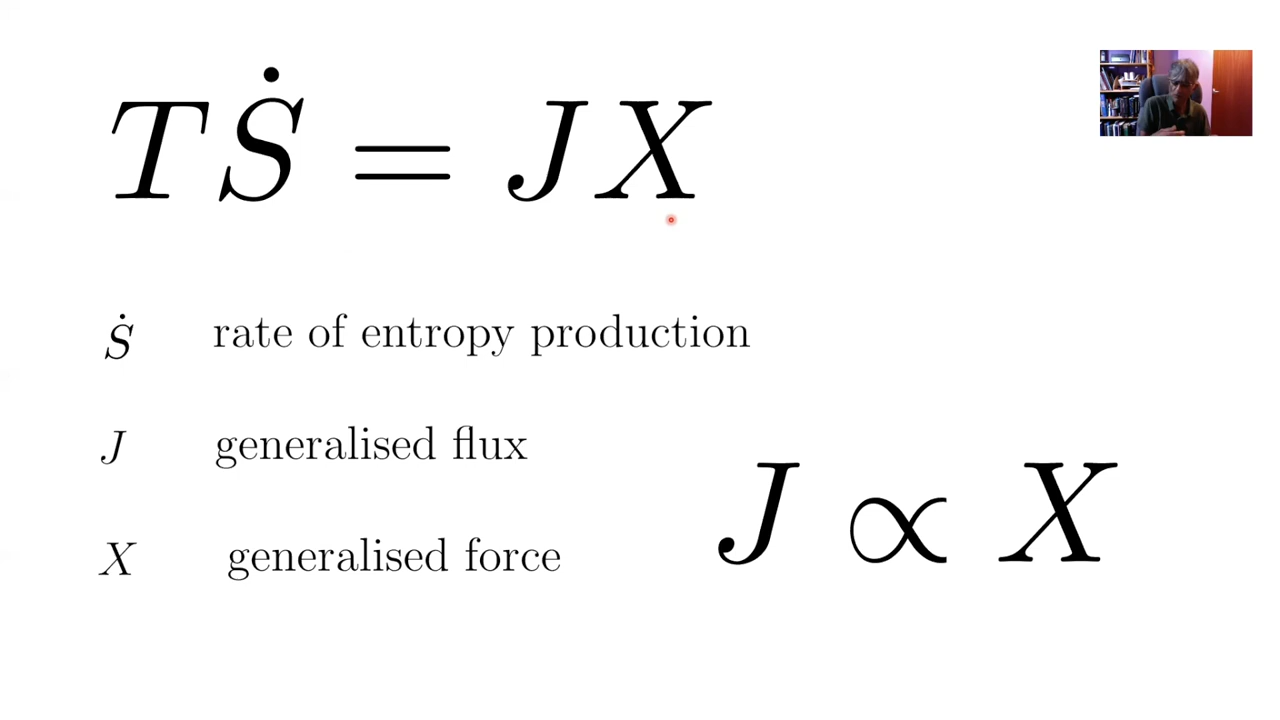 TṠ = JX
Ṡ rate of entropy production
J generalised flux
X generalised force
J ∝ X